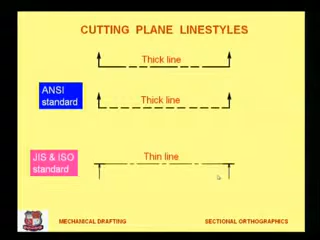 CUTTING PLANE LINESTYLES
Thick line
ANSI
standard
Thick line
JIS & ISO
standard
Thin line
MECHANICAL DRAFTING
SECTIONAL ORTHOGRAPHICS